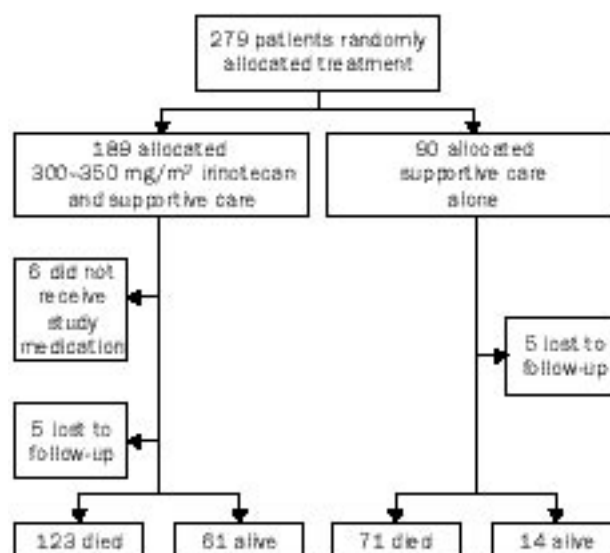 279 patients randomly
allocated treatment
189 allocated
300–350 mg/m² irinotecan
and supportive care
90 allocated
supportive care
alone
6 did not
receive
study
medication
5 lost to
follow-up
5 lost to
follow-up
123 died
61 alive
71 died
14 alive